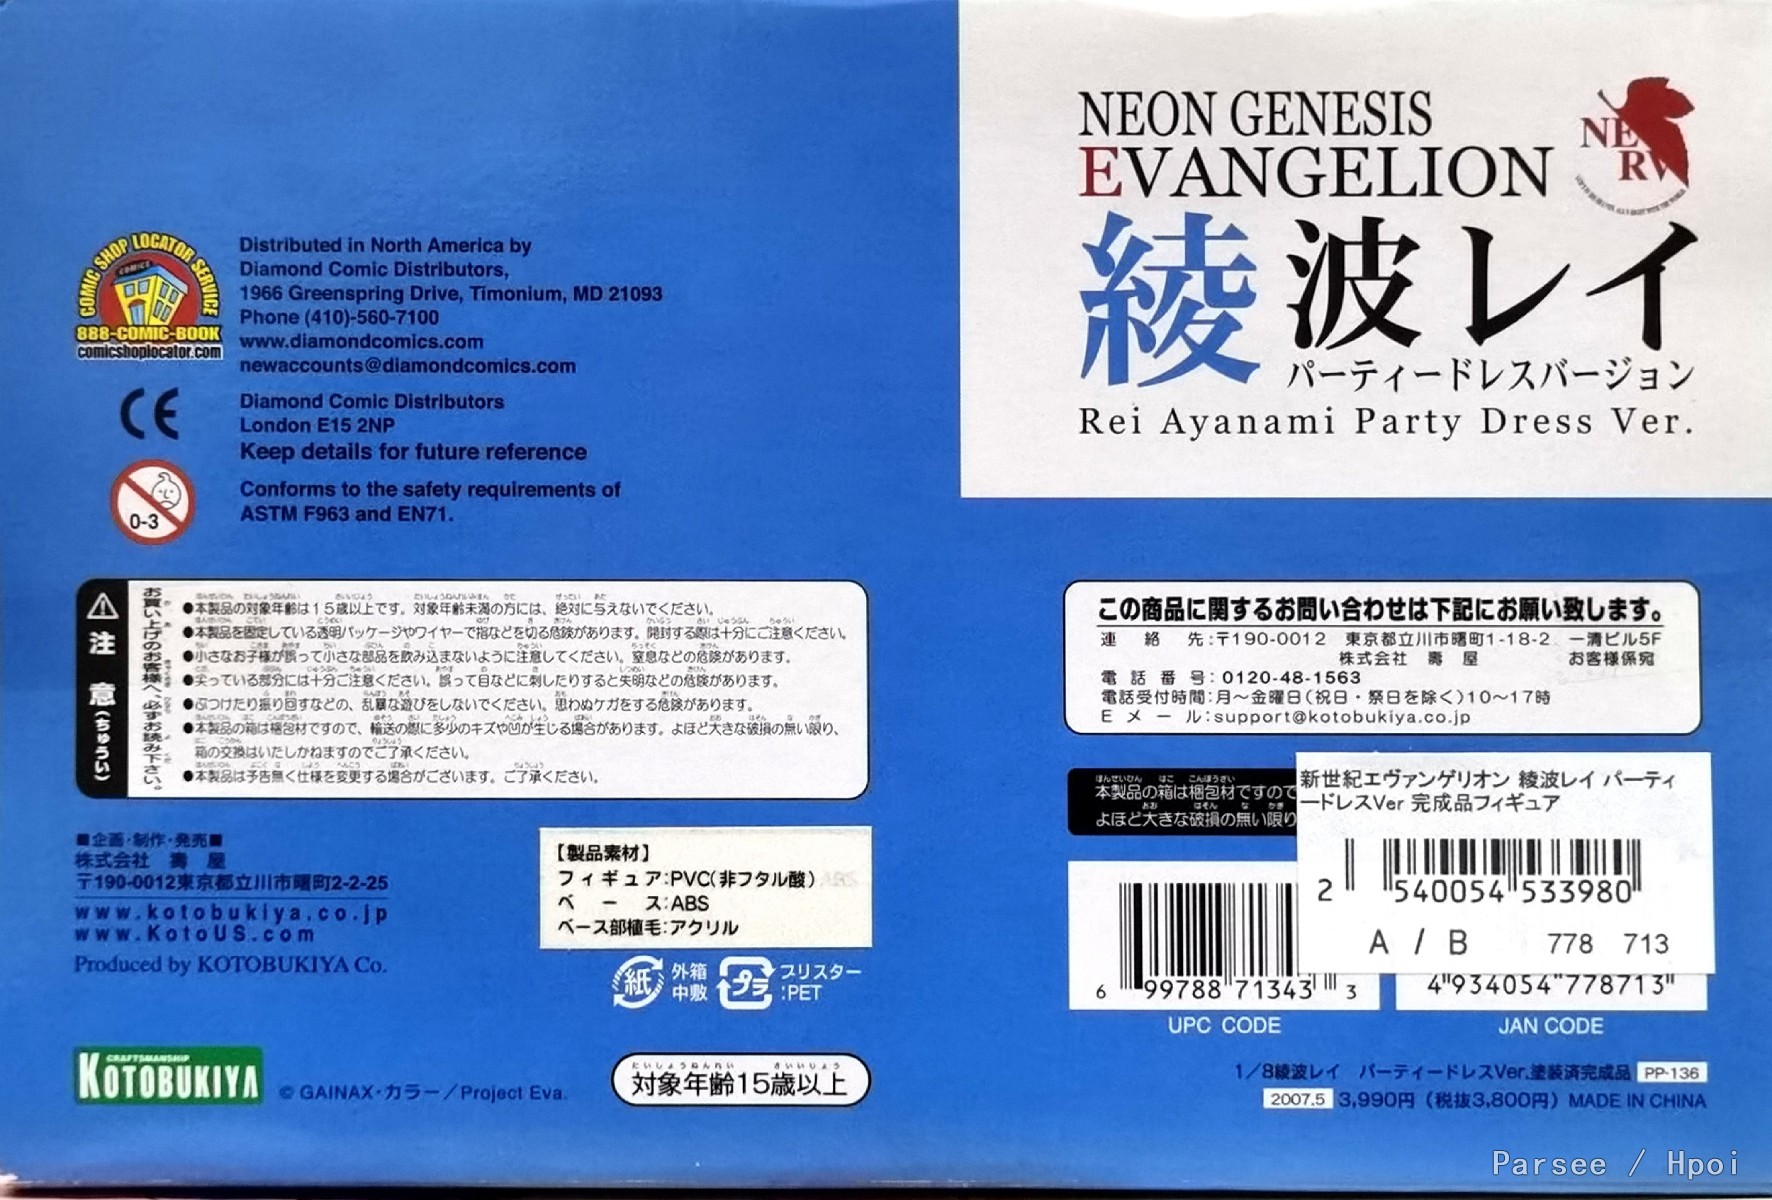 NEON GENESIS
EVANGELION
NERV
綾波レイ
パーティードレスバージョン
Rei Ayanami Party Dress Ver.
COMIC SHOP LOCATOR SERVICE
COMICS
888-COMIC-BOOK
comicshoplocator.com
Distributed in North America by
Diamond Comic Distributors,
1966 Greenspring Drive, Timonium, MD 21093
Phone (410)-560-7100
www.diamondcomics.com
newaccounts@diamondcomics.com
CE
Diamond Comic Distributors
London E15 2NP
Keep details for future reference
0-3
Conforms to the safety requirements of
ASTM F963 and EN71.
注意(ちゅうい)
お買い上げのお客様へ、必ずお読み下さい。
●本製品の対象年齢は15歳以上です。対象年齢未満の方には、絶対に与えないでください。
●本製品を固定している透明パッケージやワイヤーで指などを切る危険があります。開封する際は十分にご注意ください。
●小さなお子様が誤って小さな部品を飲み込まないように注意してください。窒息などの危険があります。
●尖っている部分には十分ご注意ください。誤って目などに刺したりすると失明などの危険があります。
●ぶつけたり振り回すなどの、乱暴な遊びをしないでください。思わぬケガをする危険があります。
●本製品の箱は梱包材ですので、輸送の際に多少のキズや凹が生じる場合があります。よほど大きな破損の無い限り、
箱の交換はいたしかねますのでご了承ください。
●本製品は予告無く仕様を変更する場合がございます。ご了承ください。
この商品に関するお問い合わせは下記にお願い致します。
連絡先:〒190-0012 東京都立川市曙町1-18-2 一清ビル5F
株式会社 壽屋 お客様係宛
電話番号:0120-48-1563
電話受付時間:月～金曜日(祝日・祭日を除く)10～17時
Eメール:support@kotobukiya.co.jp
本製品の箱は梱包材ですので
よほど大きな破損の無い限り
新世紀エヴァンゲリオン 綾波レイ パーティ
ードレスVer 完成品フィギュア
2 540054 533980
A / B 778 713
6 99788 71343 3
UPC CODE
4 934054 778713
JAN CODE
■企画・制作・発売■
株式会社 壽屋
〒190-0012東京都立川市曙町2-2-25
www.kotobukiya.co.jp
www.KotoUS.com
Produced by KOTOBUKIYA Co.
【製品素材】
フィギュア:PVC(非フタル酸)
ベース:ABS
ベース部植毛:アクリル
紙
外箱
中敷
プラ
ブリスター
:PET
CRAFTSMANSHIP
KOTOBUKIYA
© GAINAX・カラー／Project Eva.
対象年齢15歳以上
1／8綾波レイ パーティードレスVer.塗装済完成品 PP-136
2007.5 3,990円（税抜3,800円）MADE IN CHINA
Parsee / Hpoi